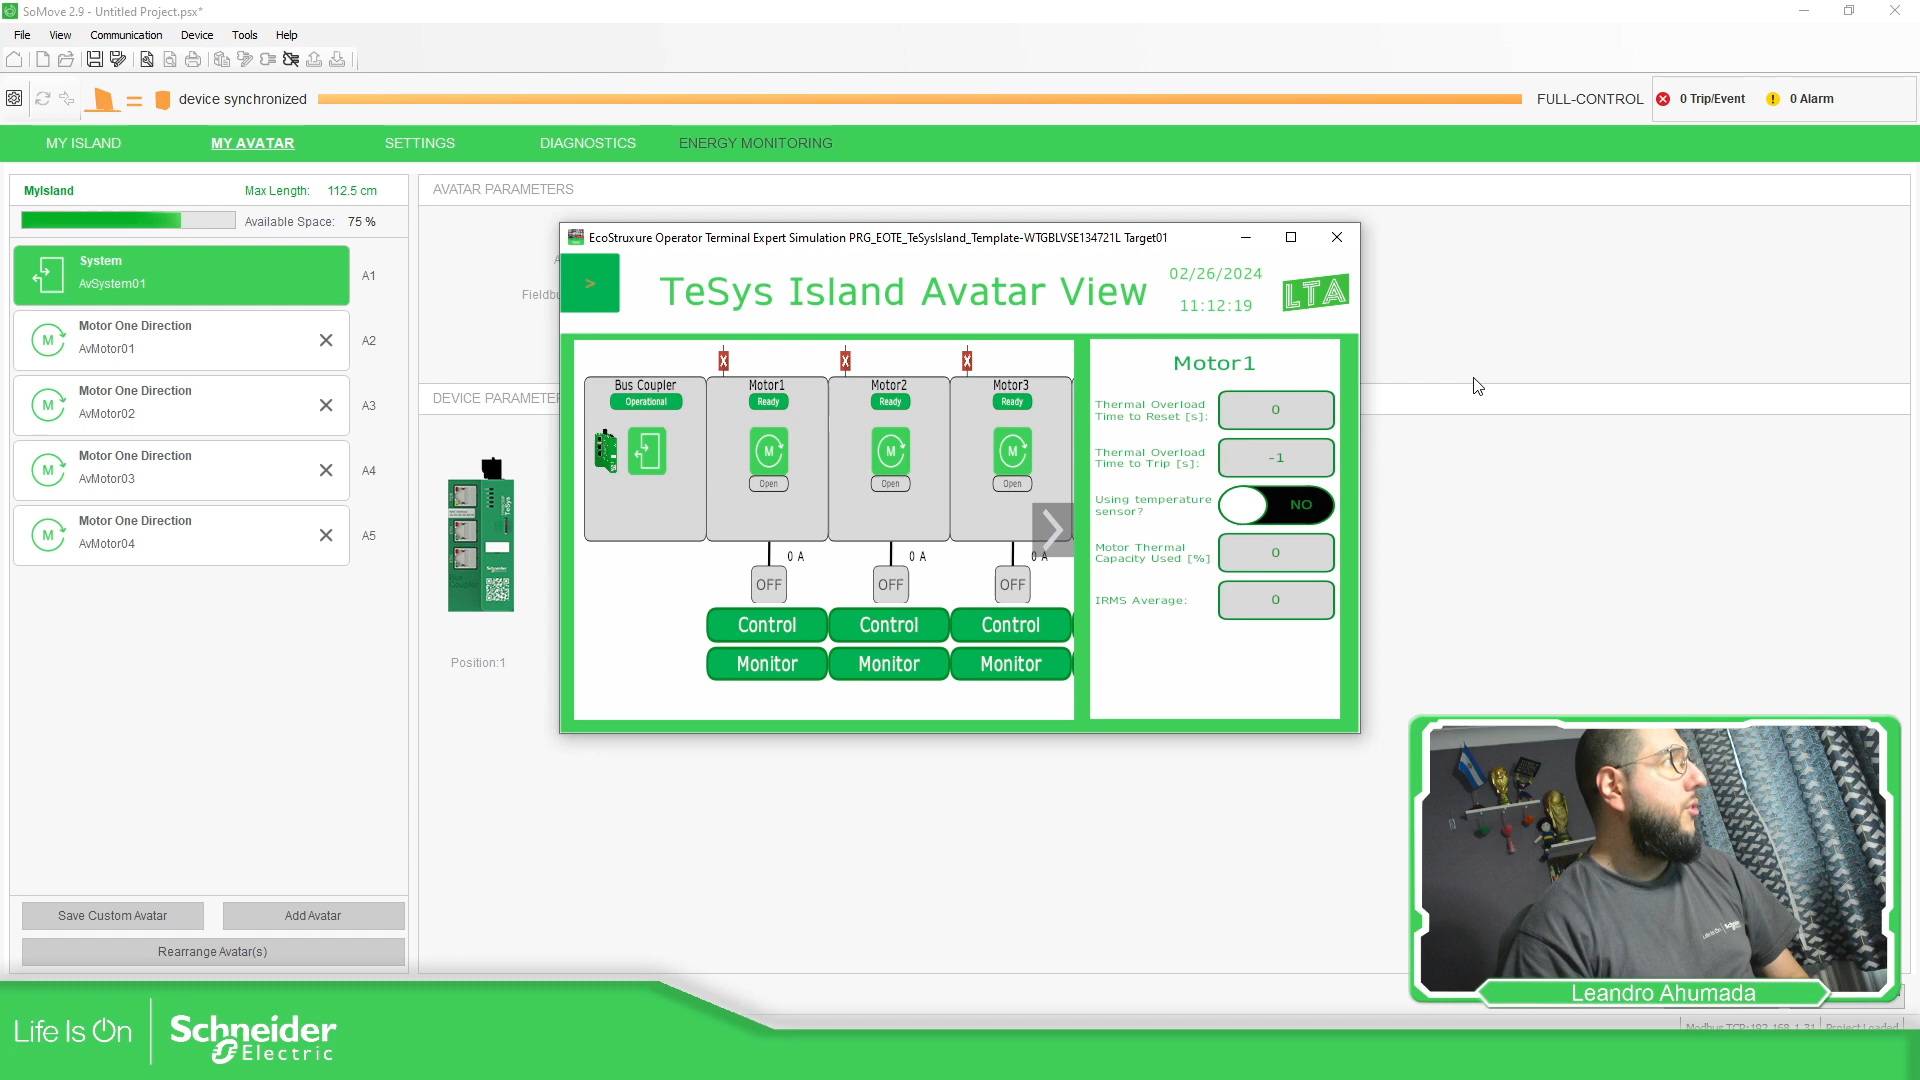 SoMove 2.9 - Untitled Project.psx*
File View Communication Device Tools Help
device synchronized
FULL-CONTROL
0 Trip/Event
0 Alarm
MY ISLAND
MY AVATAR
SETTINGS
DIAGNOSTICS
ENERGY MONITORING
MyIsland
Max Length: 112.5 cm
Available Space: 75 %
System
AvSystem01
A1
Motor One Direction
AvMotor01
A2
Motor One Direction
AvMotor02
A3
Motor One Direction
AvMotor03
A4
Motor One Direction
AvMotor04
A5
Save Custom Avatar
Add Avatar
Rearrange Avatar(s)
AVATAR PARAMETERS
DEVICE PARAMETE
Position:1
EcoStruxure Operator Terminal Expert Simulation PRG_EOTE_TeSysIsland_Template-WTGBLVSE134721L Target01
>
TeSys Island Avatar View
02/26/2024
11:12:19
LTA
Bus Coupler
Operational
Motor1
Ready
M
Open
0 A
OFF
Control
Monitor
Motor2
Ready
M
Open
0 A
OFF
Control
Monitor
Motor3
Ready
M
Open
0 A
OFF
Control
Monitor
Motor1
Thermal Overload
Time to Reset [s]:
0
Thermal Overload
Time to Trip [s]:
-1
Using temperature
sensor?
NO
Motor Thermal
Capacity Used [%]
0
IRMS Average:
0
Leandro Ahumada
Life Is On
Schneider
Electric